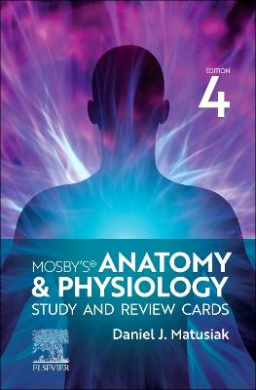 EDITION
4
MOSBY'S® ANATOMY
& PHYSIOLOGY
STUDY AND REVIEW CARDS
Daniel J. Matusiak
ELSEVIER